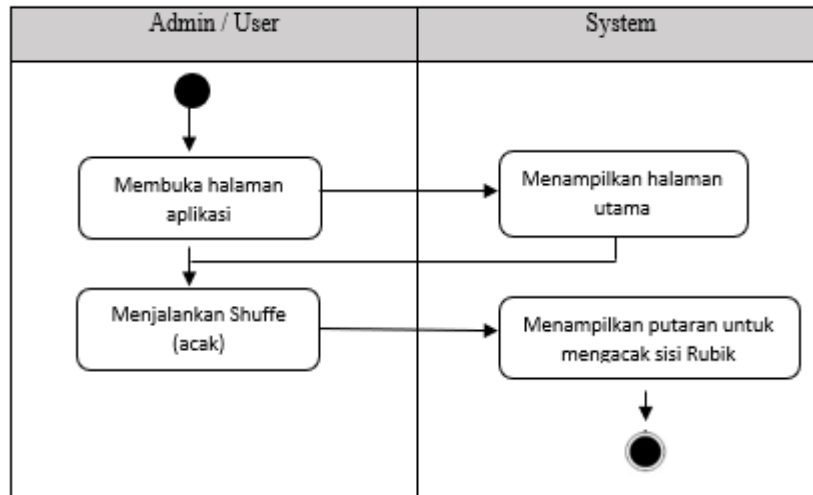 Admin / User
System
Membuka halaman
aplikasi
Menampilkan halaman
utama
Menjalankan Shuffe
(acak)
Menampilkan putaran untuk
mengacak sisi Rubik